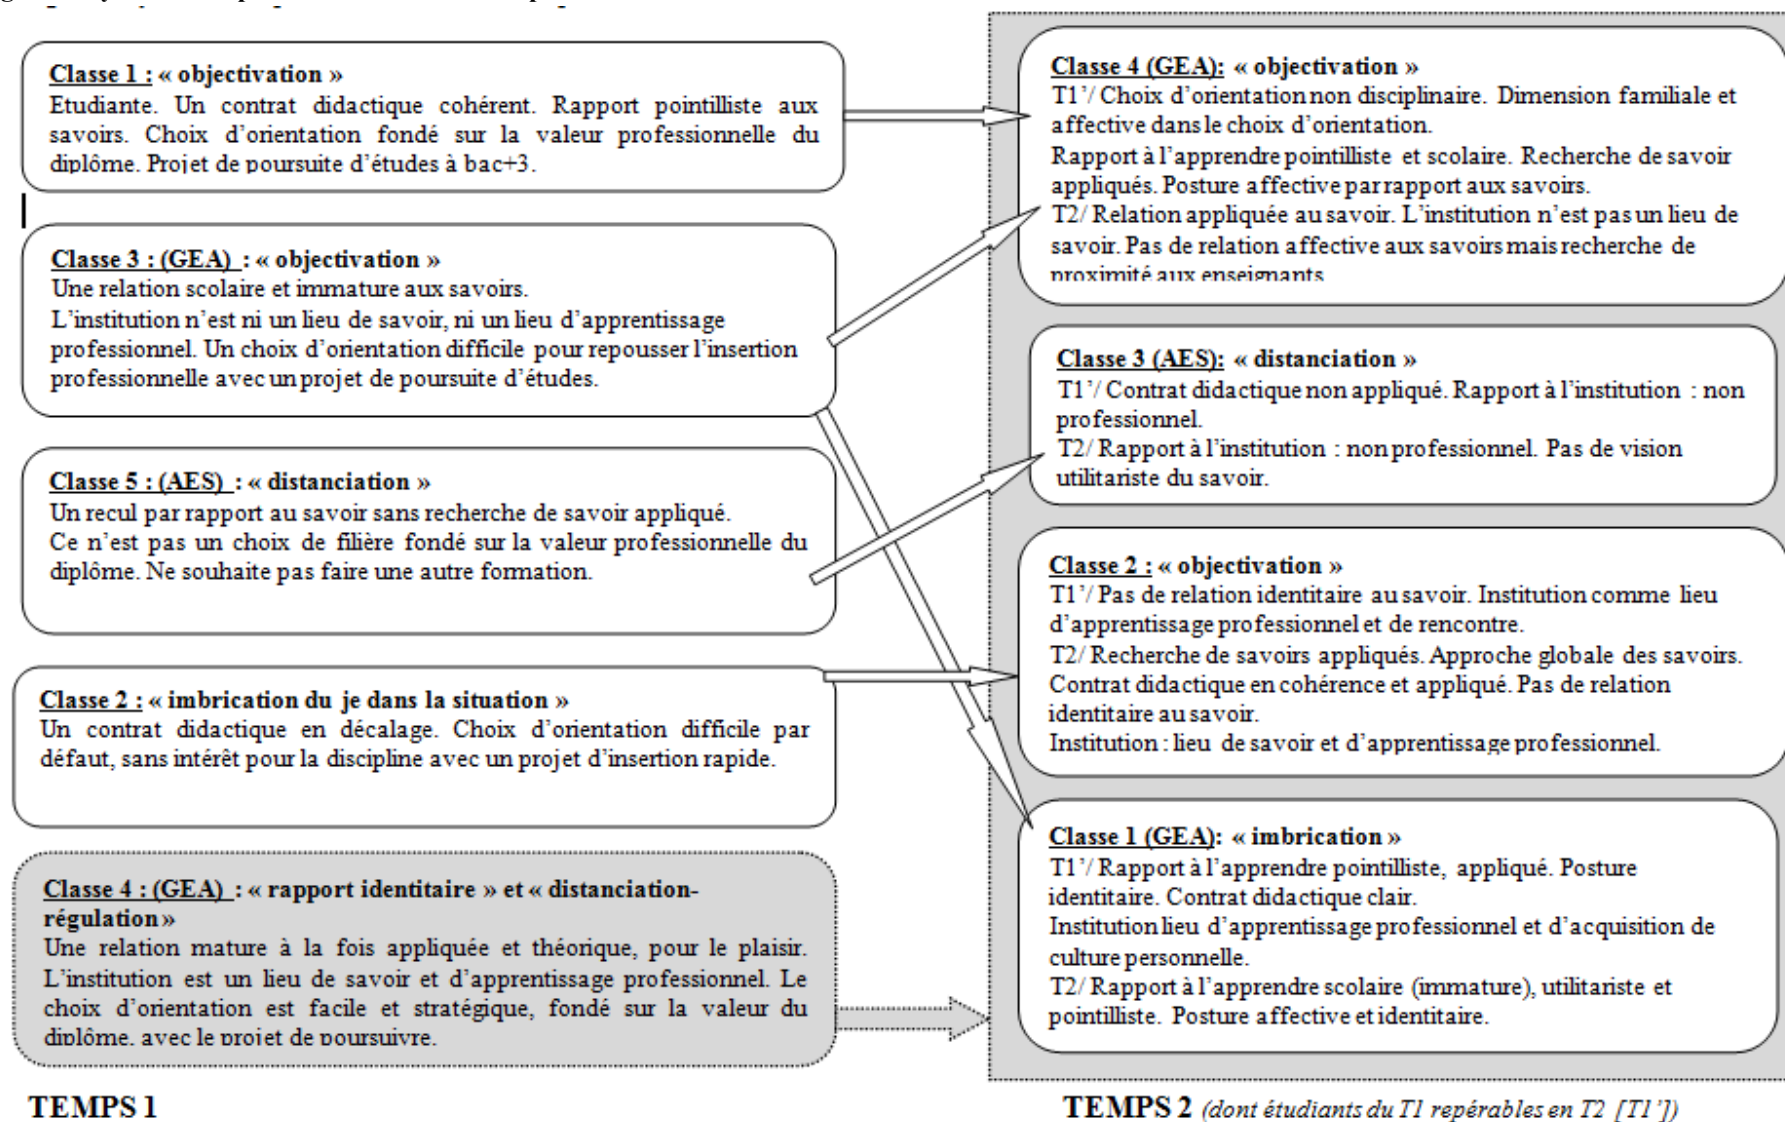 Classe 1 : « objectivation »
Etudiante. Un contrat didactique cohérent. Rapport pointilliste aux
savoirs. Choix d’orientation fondé sur la valeur professionnelle du
diplôme. Projet de poursuite d’études à bac+3.
Classe 3 : (GEA) : « objectivation »
Une relation scolaire et immature aux savoirs.
L’institution n’est ni un lieu de savoir, ni un lieu d’apprentissage
professionnel. Un choix d’orientation difficile pour repousser l’insertion
professionnelle avec un projet de poursuite d’études.
Classe 5 : (AES) : « distanciation »
Un recul par rapport au savoir sans recherche de savoir appliqué.
Ce n’est pas un choix de filière fondé sur la valeur professionnelle du
diplôme. Ne souhaite pas faire une autre formation.
Classe 2 : « imbrication du je dans la situation »
Un contrat didactique en décalage. Choix d’orientation difficile par
défaut, sans intérêt pour la discipline avec un projet d’insertion rapide.
Classe 4 : (GEA) : « rapport identitaire » et « distanciation-
régulation »
Une relation mature à la fois appliquée et théorique, pour le plaisir.
L’institution est un lieu de savoir et d’apprentissage professionnel. Le
choix d’orientation est facile et stratégique, fondé sur la valeur du
diplôme. avec le projet de poursuivre.
TEMPS 1
Classe 4 (GEA): « objectivation »
T1’/ Choix d’orientation non disciplinaire. Dimension familiale et
affective dans le choix d’orientation.
Rapport à l’apprendre pointilliste et scolaire. Recherche de savoir
appliqués. Posture affective par rapport aux savoirs.
T2/ Relation appliquée au savoir. L’institution n’est pas un lieu de
savoir. Pas de relation affective aux savoirs mais recherche de
proximité aux enseignants
Classe 3 (AES): « distanciation »
T1’/ Contrat didactique non appliqué. Rapport à l’institution : non
professionnel.
T2/ Rapport à l’institution : non professionnel. Pas de vision
utilitariste du savoir.
Classe 2 : « objectivation »
T1’/ Pas de relation identitaire au savoir. Institution comme lieu
d’apprentissage professionnel et de rencontre.
T2/ Recherche de savoirs appliqués. Approche globale des savoirs.
Contrat didactique en cohérence et appliqué. Pas de relation
identitaire au savoir.
Institution : lieu de savoir et d’apprentissage professionnel.
Classe 1 (GEA): « imbrication »
T1’/ Rapport à l’apprendre pointilliste, appliqué. Posture
identitaire. Contrat didactique clair.
Institution lieu d’apprentissage professionnel et d’acquisition de
culture personnelle.
T2/ Rapport à l’apprendre scolaire (immature), utilitariste et
pointilliste. Posture affective et identitaire.
TEMPS 2 (dont étudiants du T1 repérables en T2 [T1’])